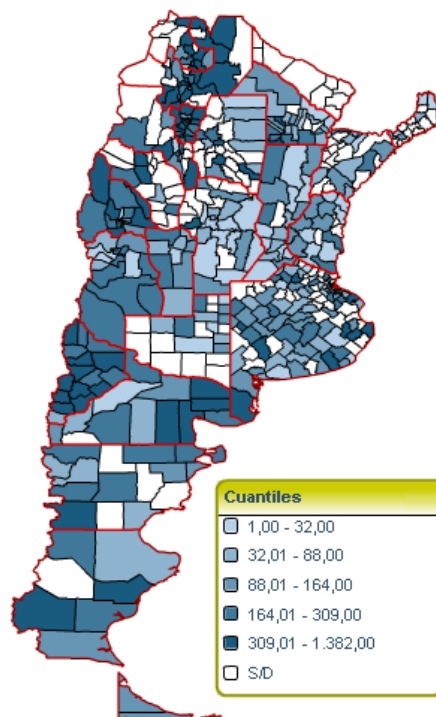 Cuantiles
1,00 - 32,00
32,01 - 88,00
88,01 - 164,00
164,01 - 309,00
309,01 - 1.382,00
S/D